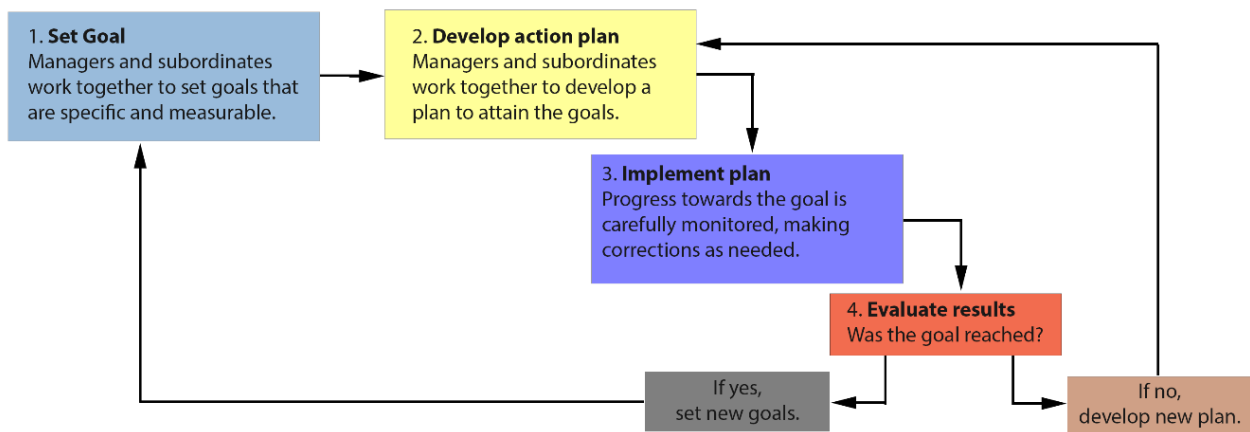 1. Set Goal
Managers and subordinates
work together to set goals that
are specific and measurable.
2. Develop action plan
Managers and subordinates
work together to develop a
plan to attain the goals.
3. Implement plan
Progress towards the goal is
carefully monitored, making
corrections as needed.
4. Evaluate results
Was the goal reached?
If yes,
set new goals.
If no,
develop new plan.